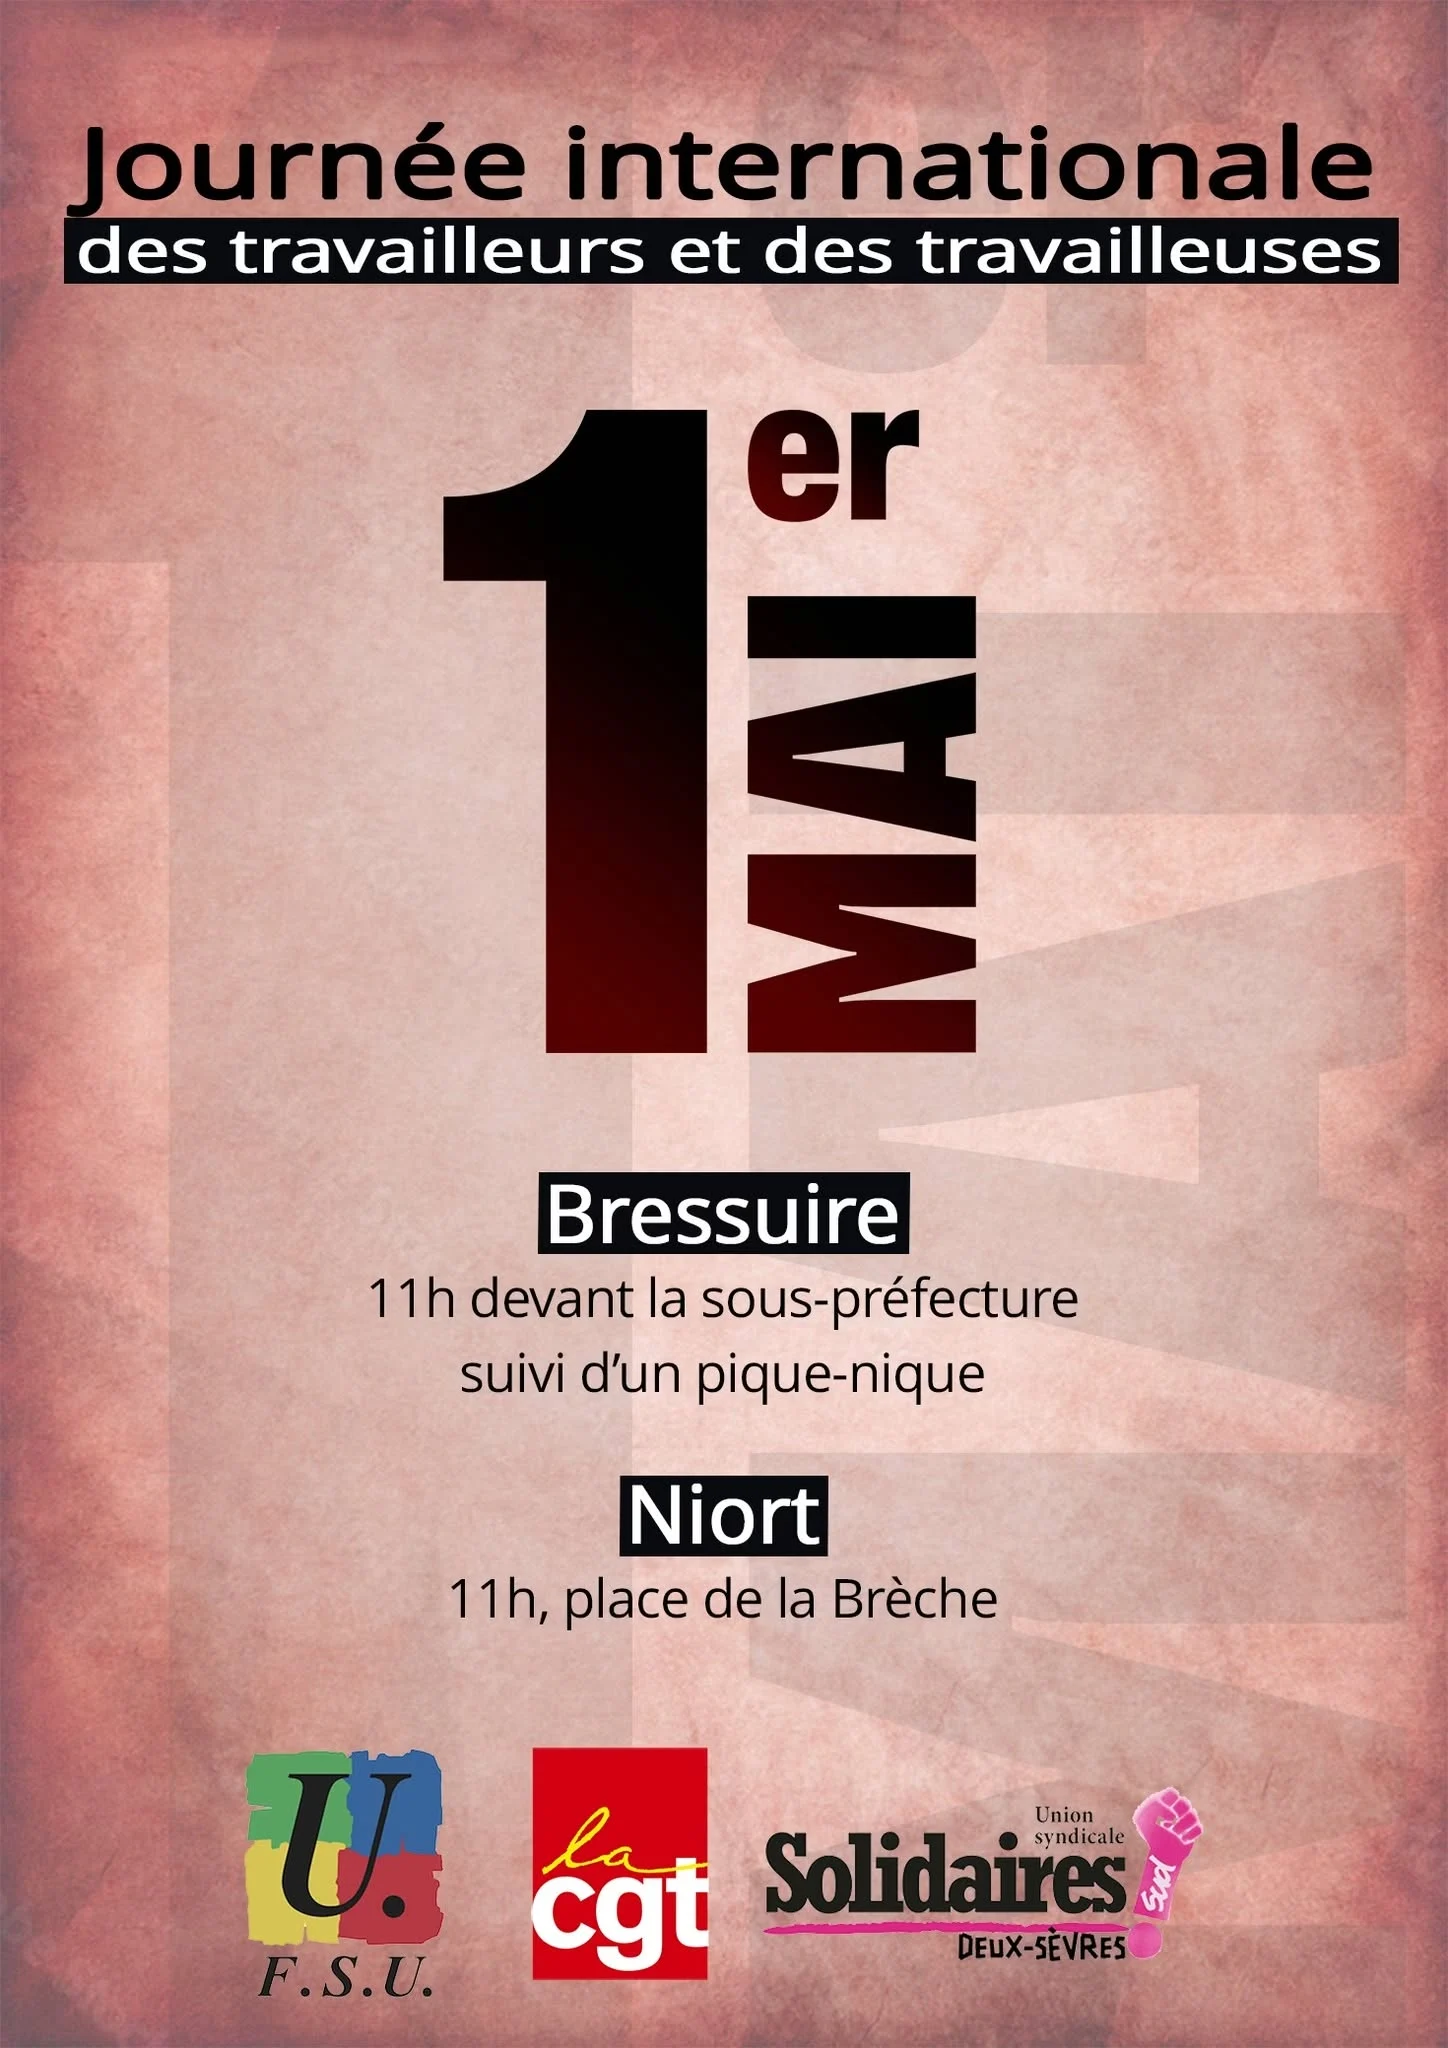 Journée internationale
des travailleurs et des travailleuses
1er
MAI
Bressuire
11h devant la sous-préfecture
suivi d’un pique-nique
Niort
11h, place de la Brèche
U.
F.S.U.
la
cgt
Union
syndicale
Solidaires
Sud
DEUX-SÈVRES